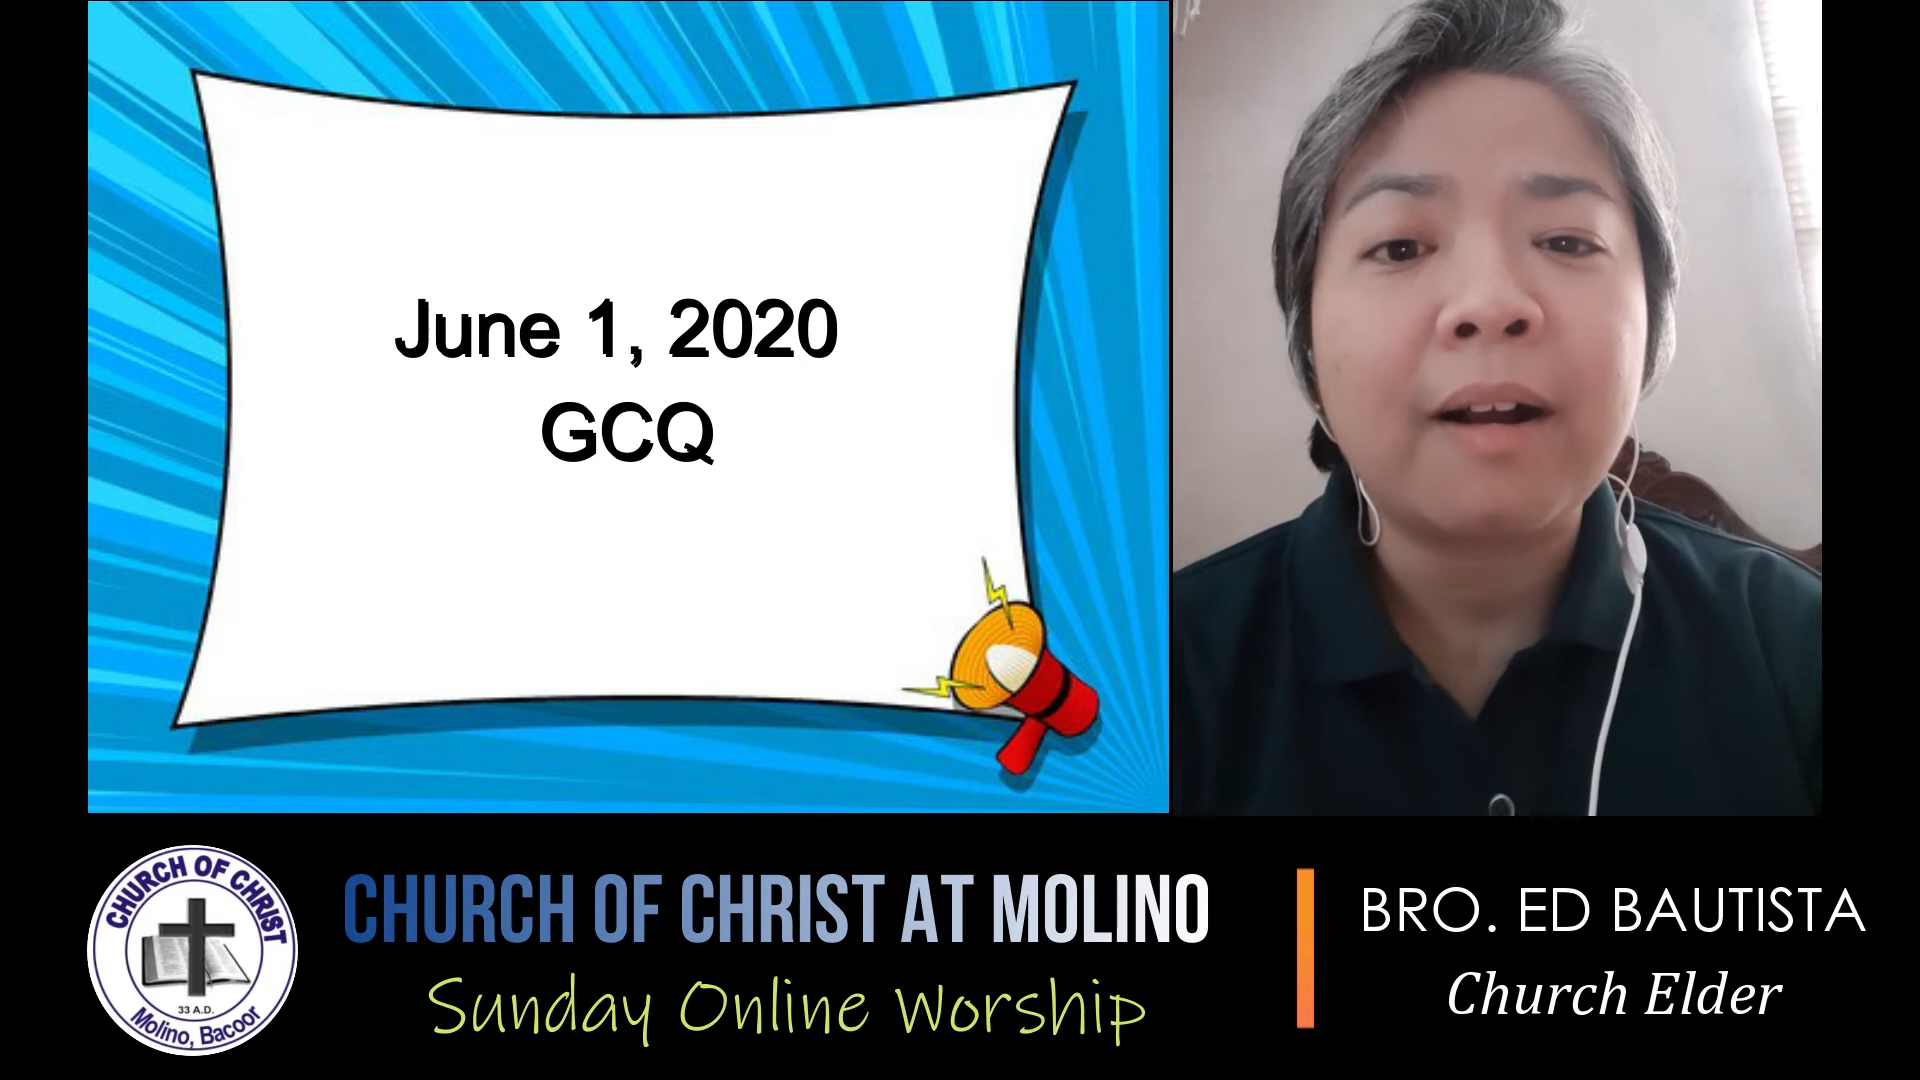 June 1, 2020
GCQ
CHURCH OF CHRIST
33 A.D.
Molino, Bacoor
CHURCH OF CHRIST AT MOLINO
Sunday Online Worship
BRO. ED BAUTISTA
Church Elder